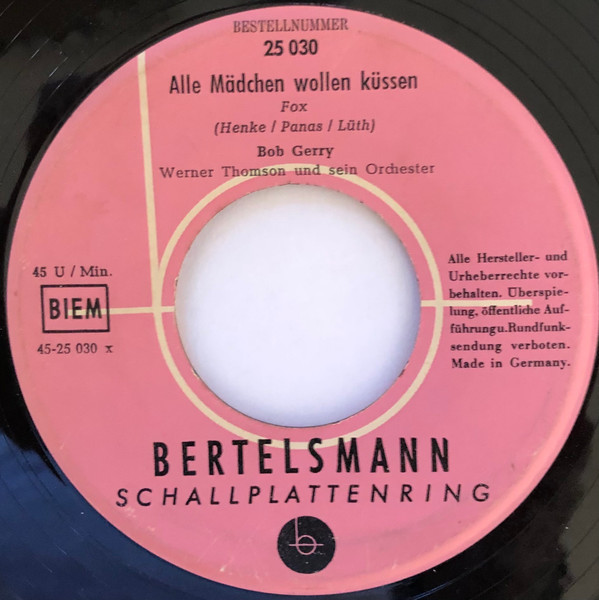 BESTELLNUMMER
25 030
Alle Mädchen wollen küssen
Fox
(Henke / Panas / Lüth)
Bob Gerry
Werner Thomson und sein Orchester
45 U / Min.
BIEM
45-25 030 x
Alle Hersteller- und
Urheberrechte vor-
behalten. Überspie-
lung, öffentliche Auf-
führungu.Rundfunk-
sendung verboten.
Made in Germany.
BERTELSMANN
SCHALLPLATTENRING
b